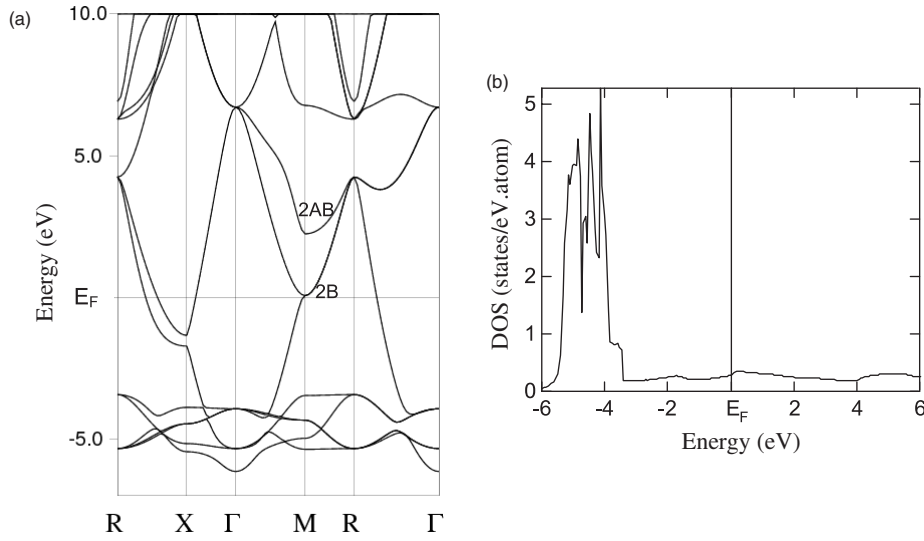 (a)
10.0
5.0
E_F
-5.0
Energy (eV)
2AB
2B
R X Γ M R Γ
(b)
DOS (states/eV.atom)
5
4
3
2
1
0
-6 -4 -2 E_F 2 4 6
Energy (eV)